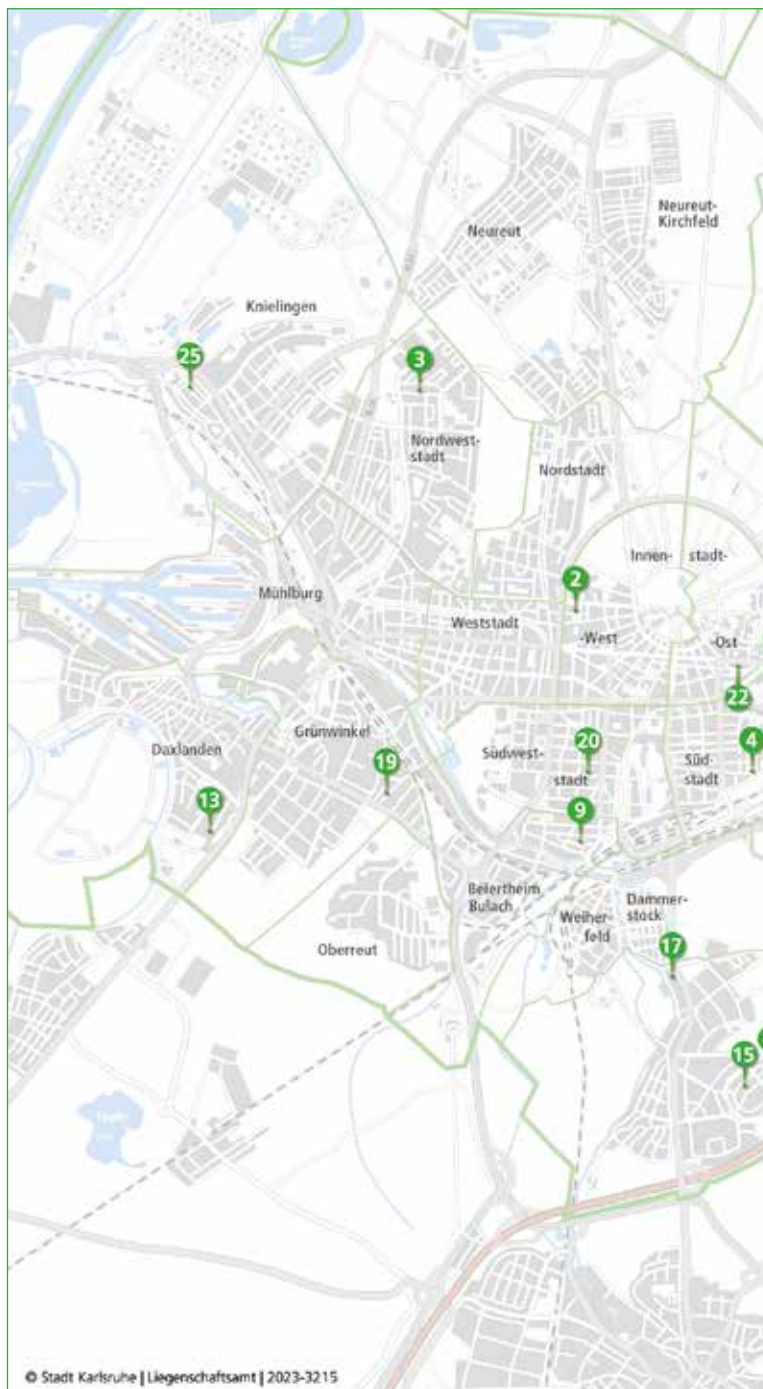 Neureut-
Kirchfeld
Neureut
Knielingen
25
3
Nordwest-
stadt
Nordstadt
Innen-
stadt-
2
Mühlburg
Weststadt
-West
-Ost
22
Grünwinkel
Daxlanden
Südwest-
stadt
20
4
Süd-
stadt
19
13
9
Beiertheim
Bulach
Weiher-
feld
Dammer-
stock
Oberreut
17
15
© Stadt Karlsruhe | Liegenschaftsamt | 2023-3215